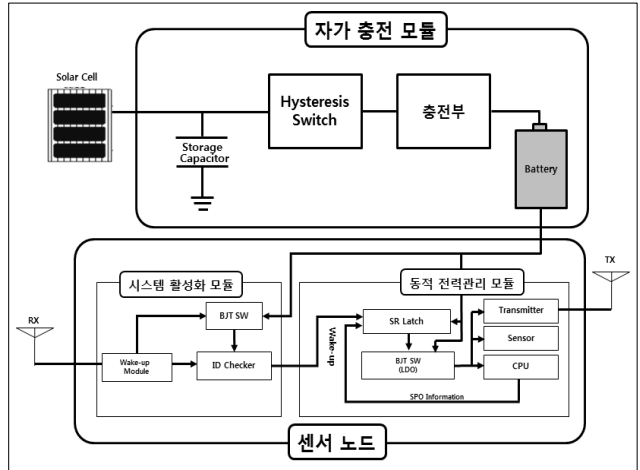 자가 충전 모듈
Solar Cell
Hysteresis
Switch
충전부
Storage
Capacitor
Battery
TX
시스템 활성화 모듈
동적 전력관리 모듈
RX
BJT SW
SR Latch
Transmitter
Wake-up
Sensor
Wake-up
Module
ID Checker
BJT SW
(LDO)
CPU
SPO Information
센서 노드